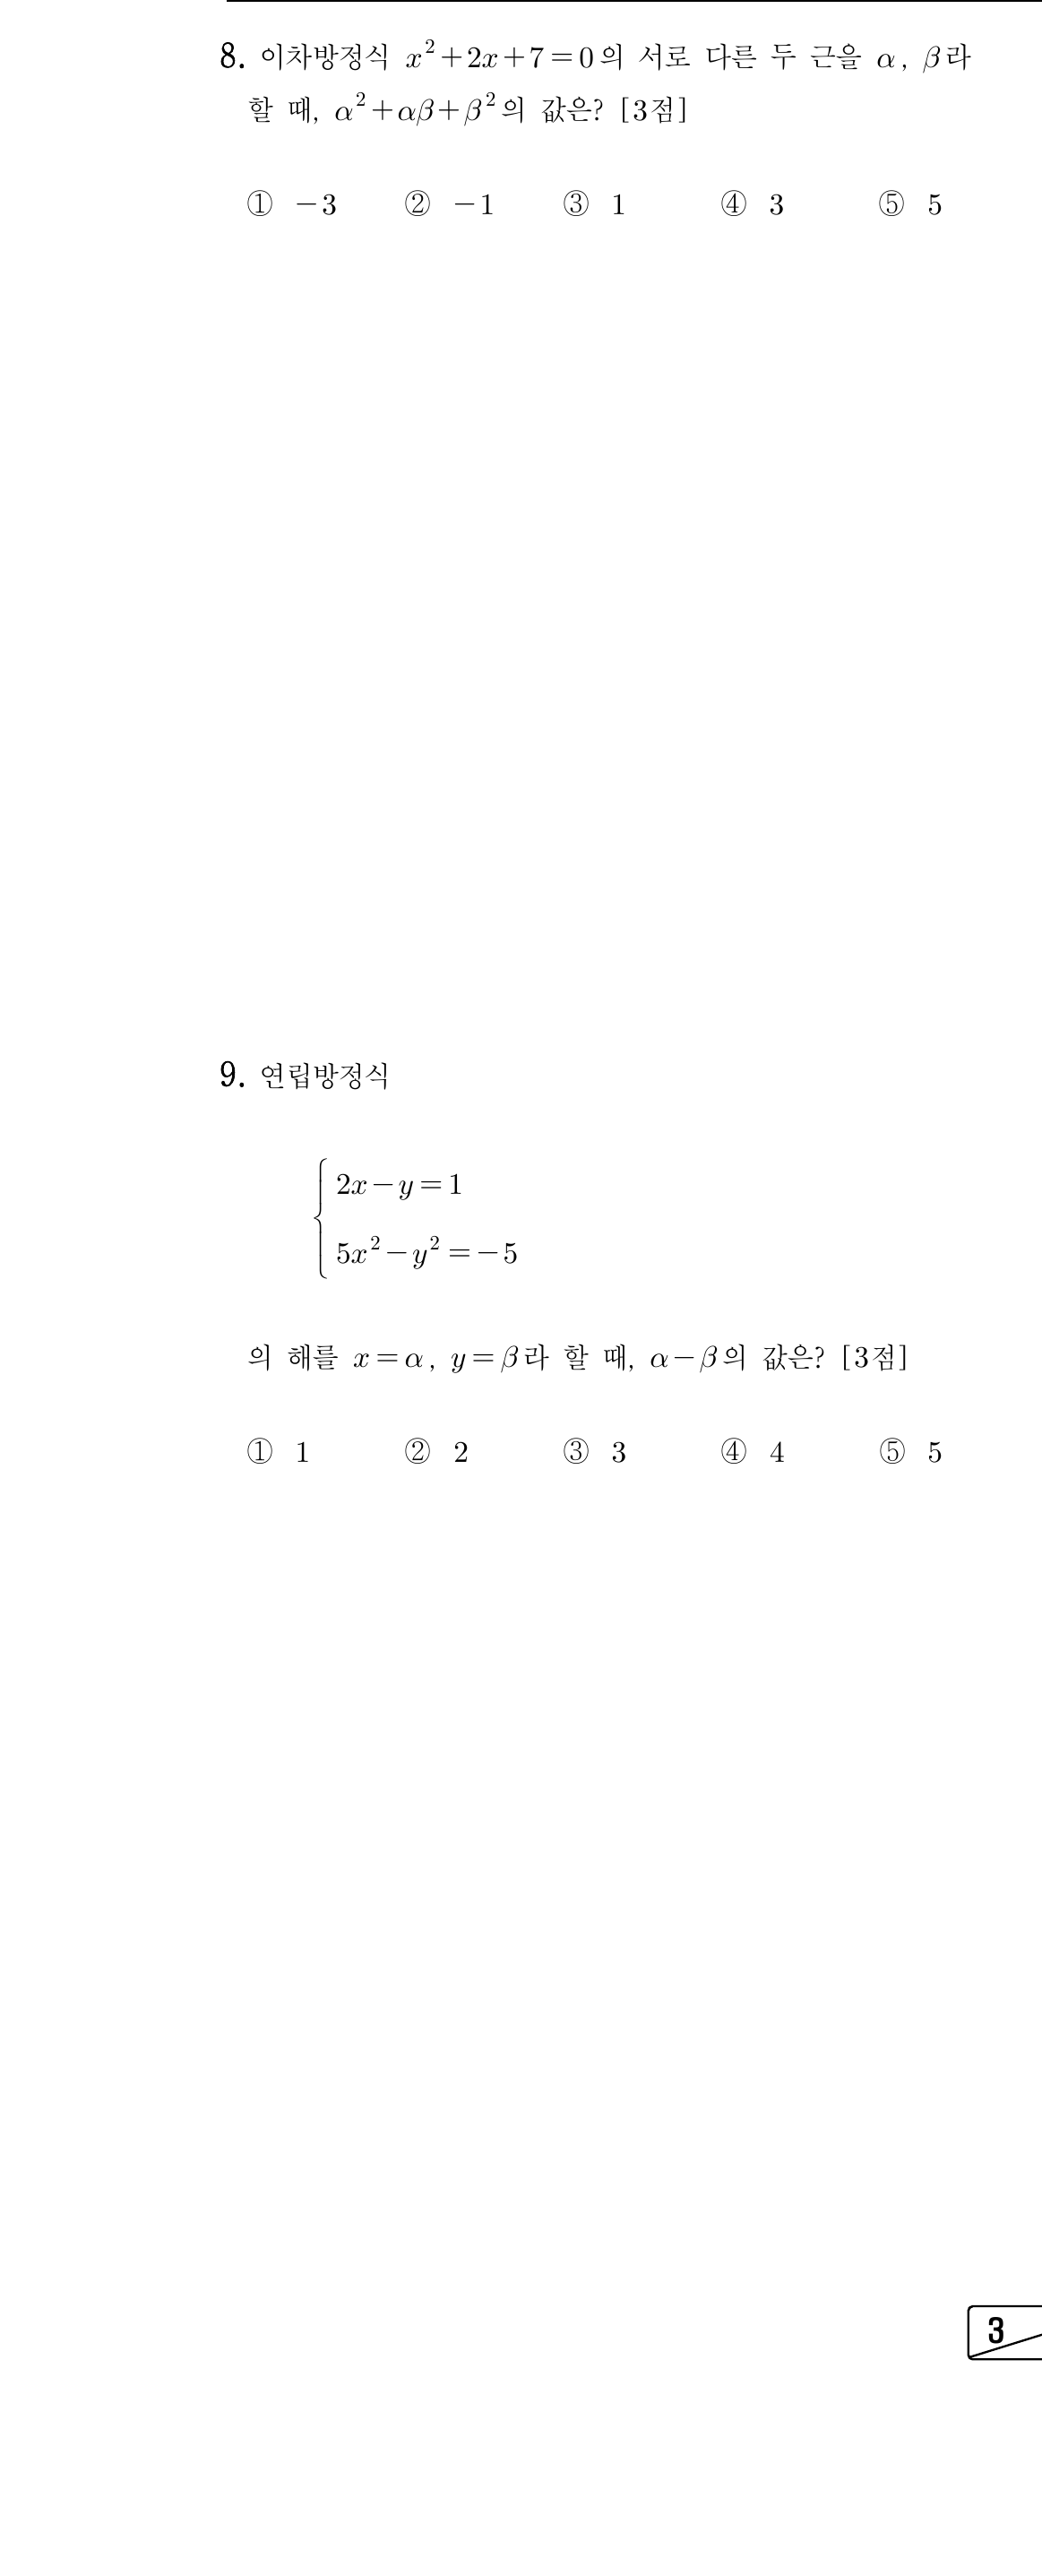 8. 이차방정식 x²+2x+7=0의 서로 다른 두 근을 α, β라
할 때, α²+αβ+β²의 값은? [3점]
① −3 ② −1 ③ 1 ④ 3 ⑤ 5
9. 연립방정식
2x−y=1
5x²−y²=−5
의 해를 x=α, y=β라 할 때, α−β의 값은? [3점]
① 1 ② 2 ③ 3 ④ 4 ⑤ 5
3